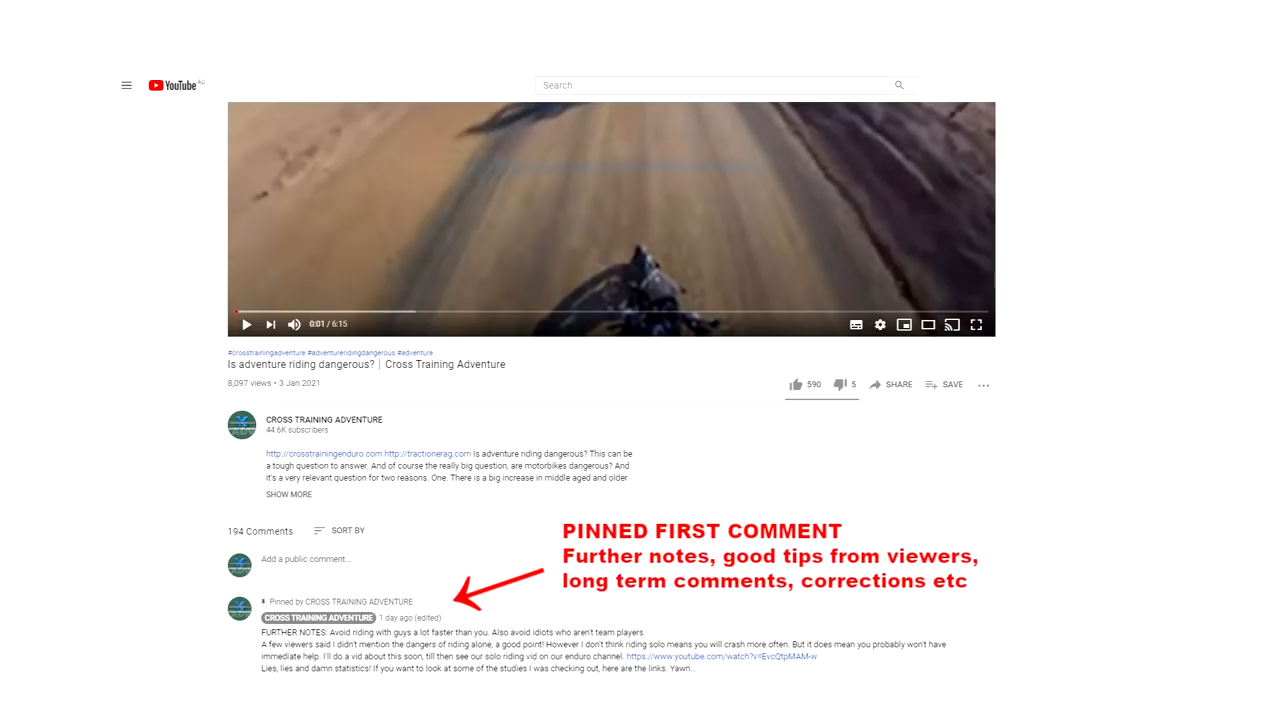 YouTube AU
Search
0:01 / 6:15
#crosstrainingadventure #adventureridingdangerous #adventure
Is adventure riding dangerous?│ Cross Training Adventure
8,097 views • 3 Jan 2021
590
5
SHARE
SAVE
CROSS TRAINING ADVENTURE
44.6K subscribers
http://crosstrainingenduro.com http://tractionerag.com Is adventure riding dangerous? This can be
a tough question to answer. And of course the really big question, are motorbikes dangerous? And
it's a very relevant question for two reasons. One. There is a big increase in middle aged and older
SHOW MORE
194 Comments
SORT BY
PINNED FIRST COMMENT
Further notes, good tips from viewers,
long term comments, corrections etc
Add a public comment...
Pinned by CROSS TRAINING ADVENTURE
CROSS TRAINING ADVENTURE 1 day ago (edited)
FURTHER NOTES: Avoid riding with guys a lot faster than you. Also avoid idiots who aren't team players.
A few viewers said I didn't mention the dangers of riding alone, a good point! However I don't think riding solo means you will crash more often. But it does mean you probably won't have
immediate help. I'll do a vid about this soon, till then see our solo riding vid on our enduro channel. https://www.youtube.com/watch?v=EvcQtpMAM-w
Lies, lies and damn statistics! If you want to look at some of the studies I was checking out, here are the links. Yawn...